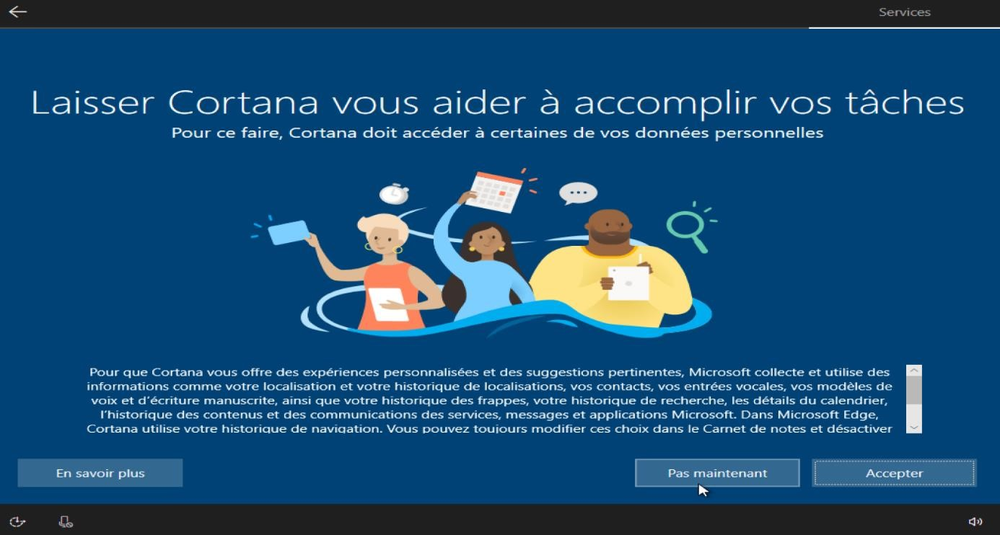 Services
Laisser Cortana vous aider à accomplir vos tâches
Pour ce faire, Cortana doit accéder à certaines de vos données personnelles
Pour que Cortana vous offre des expériences personnalisées et des suggestions pertinentes, Microsoft collecte et utilise des
informations comme votre localisation et votre historique de localisations, vos contacts, vos entrées vocales, vos modèles de
voix et d'écriture manuscrite, ainsi que votre historique des frappes, votre historique de recherche, les détails du calendrier,
l'historique des contenus et des communications des services, messages et applications Microsoft. Dans Microsoft Edge,
Cortana utilise votre historique de navigation. Vous pouvez toujours modifier ces choix dans le Carnet de notes et désactiver
En savoir plus
Pas maintenant
Accepter